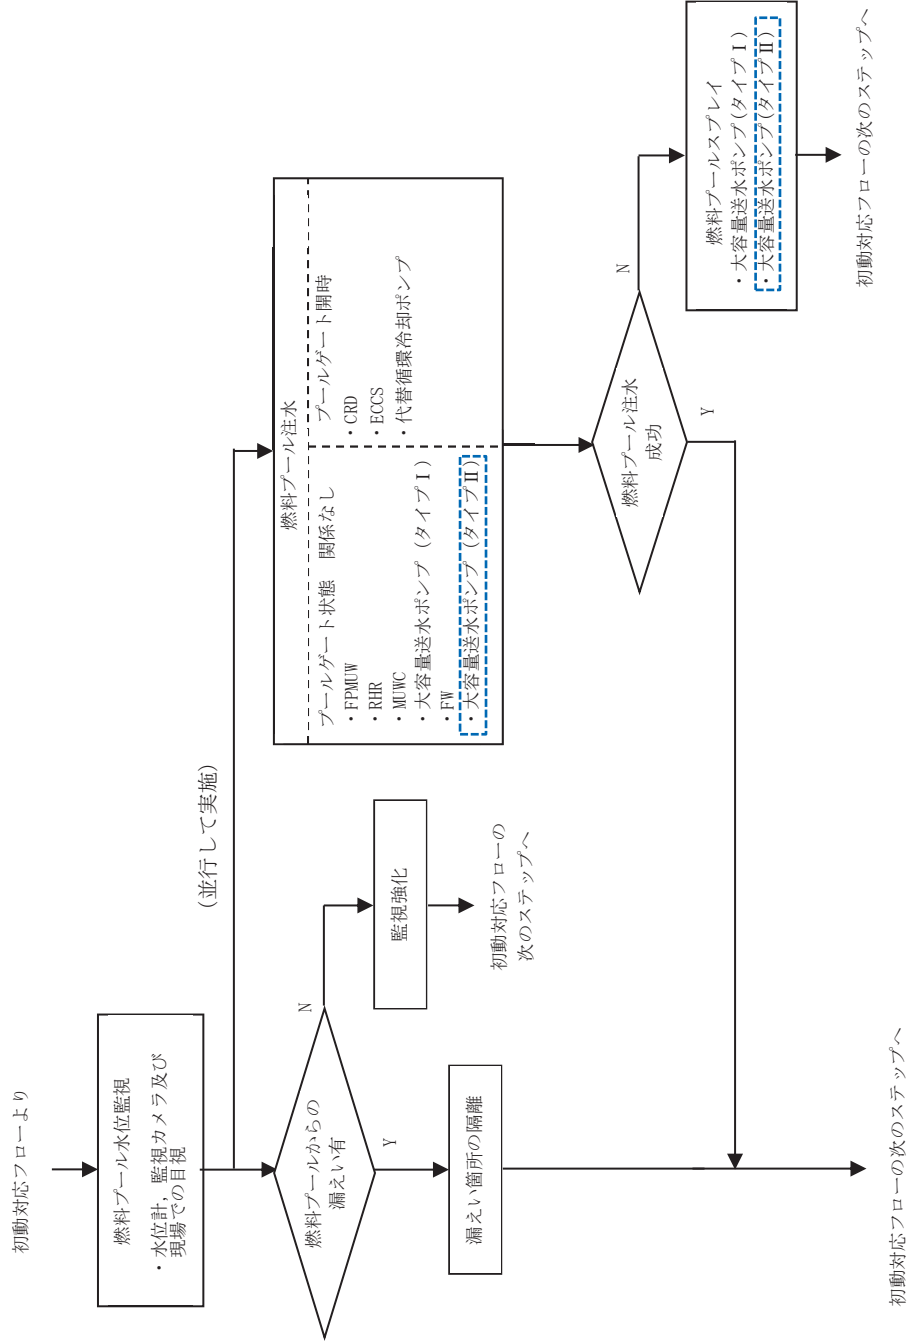 初動対応フローより
燃料プール水位監視
・水位計，監視カメラ及び
現場での目視
(並行して実施)
燃料プールからの
漏えい有
N
Y
監視強化
初動対応フローの
次のステップへ
漏えい箇所の隔離
燃料プール注水
プールゲート状態　関係なし
・FPMUW
・RHR
・MUWC
・大容量送水ポンプ（タイプⅠ）
・FW
・大容量送水ポンプ（タイプⅡ）
プールゲート開時
・CRD
・ECCS
・代替循環冷却ポンプ
燃料プール注水
成功
N
Y
燃料プールスプレイ
・大容量送水ポンプ(タイプⅠ)
・大容量送水ポンプ(タイプⅡ)
初動対応フローの次のステップへ
初動対応フローの次のステップへ